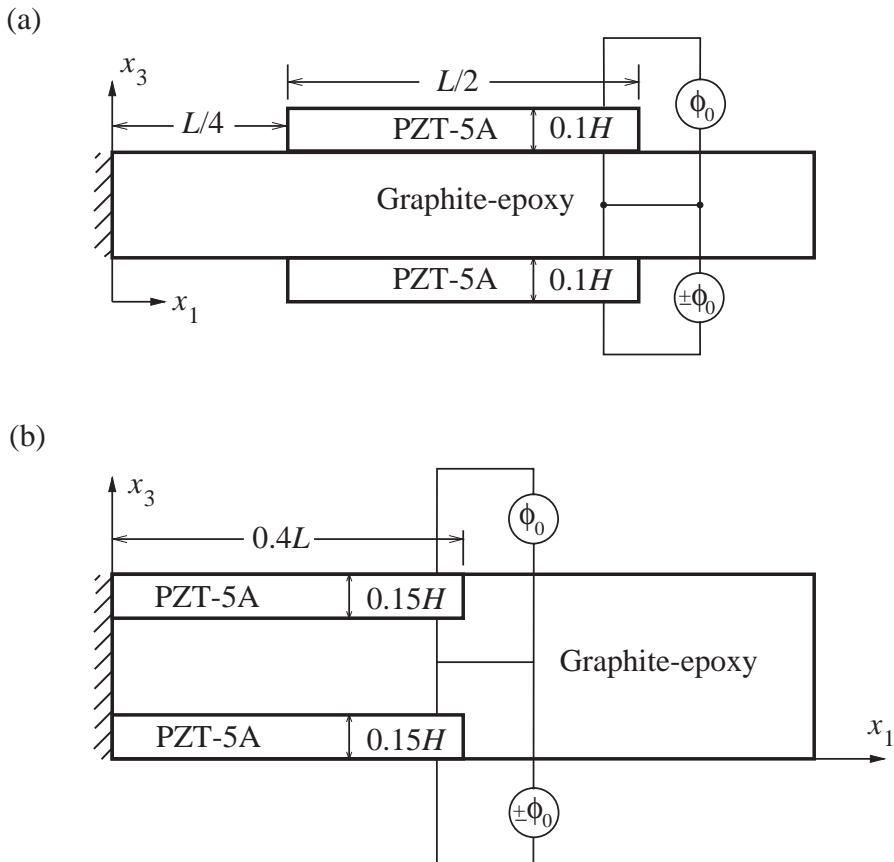 (a)
x3
L/2
L/4
PZT-5A 0.1H
ϕ0
Graphite-epoxy
PZT-5A 0.1H
±ϕ0
x1
(b)
x3
0.4L
ϕ0
PZT-5A 0.15H
Graphite-epoxy
PZT-5A 0.15H
x1
±ϕ0